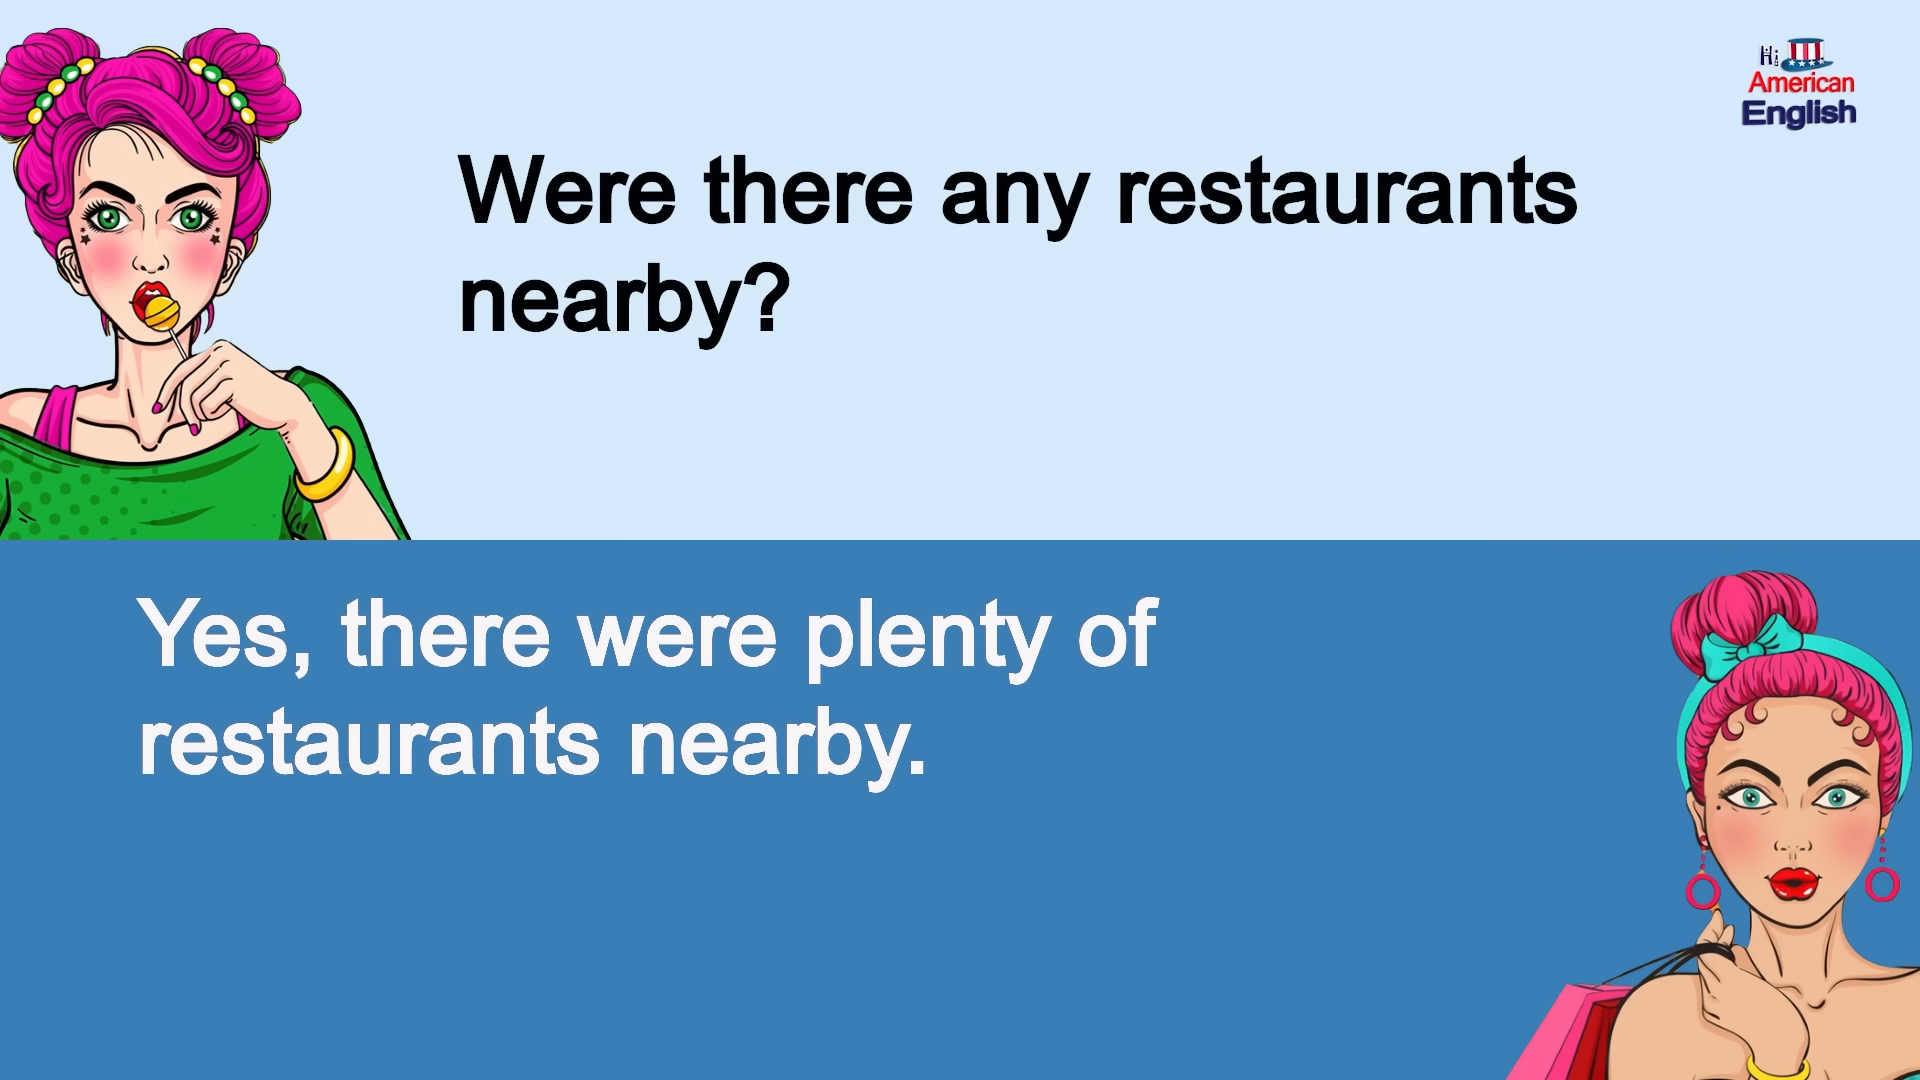 Hi
American
English
Were there any restaurants
nearby?
Yes, there were plenty of
restaurants nearby.